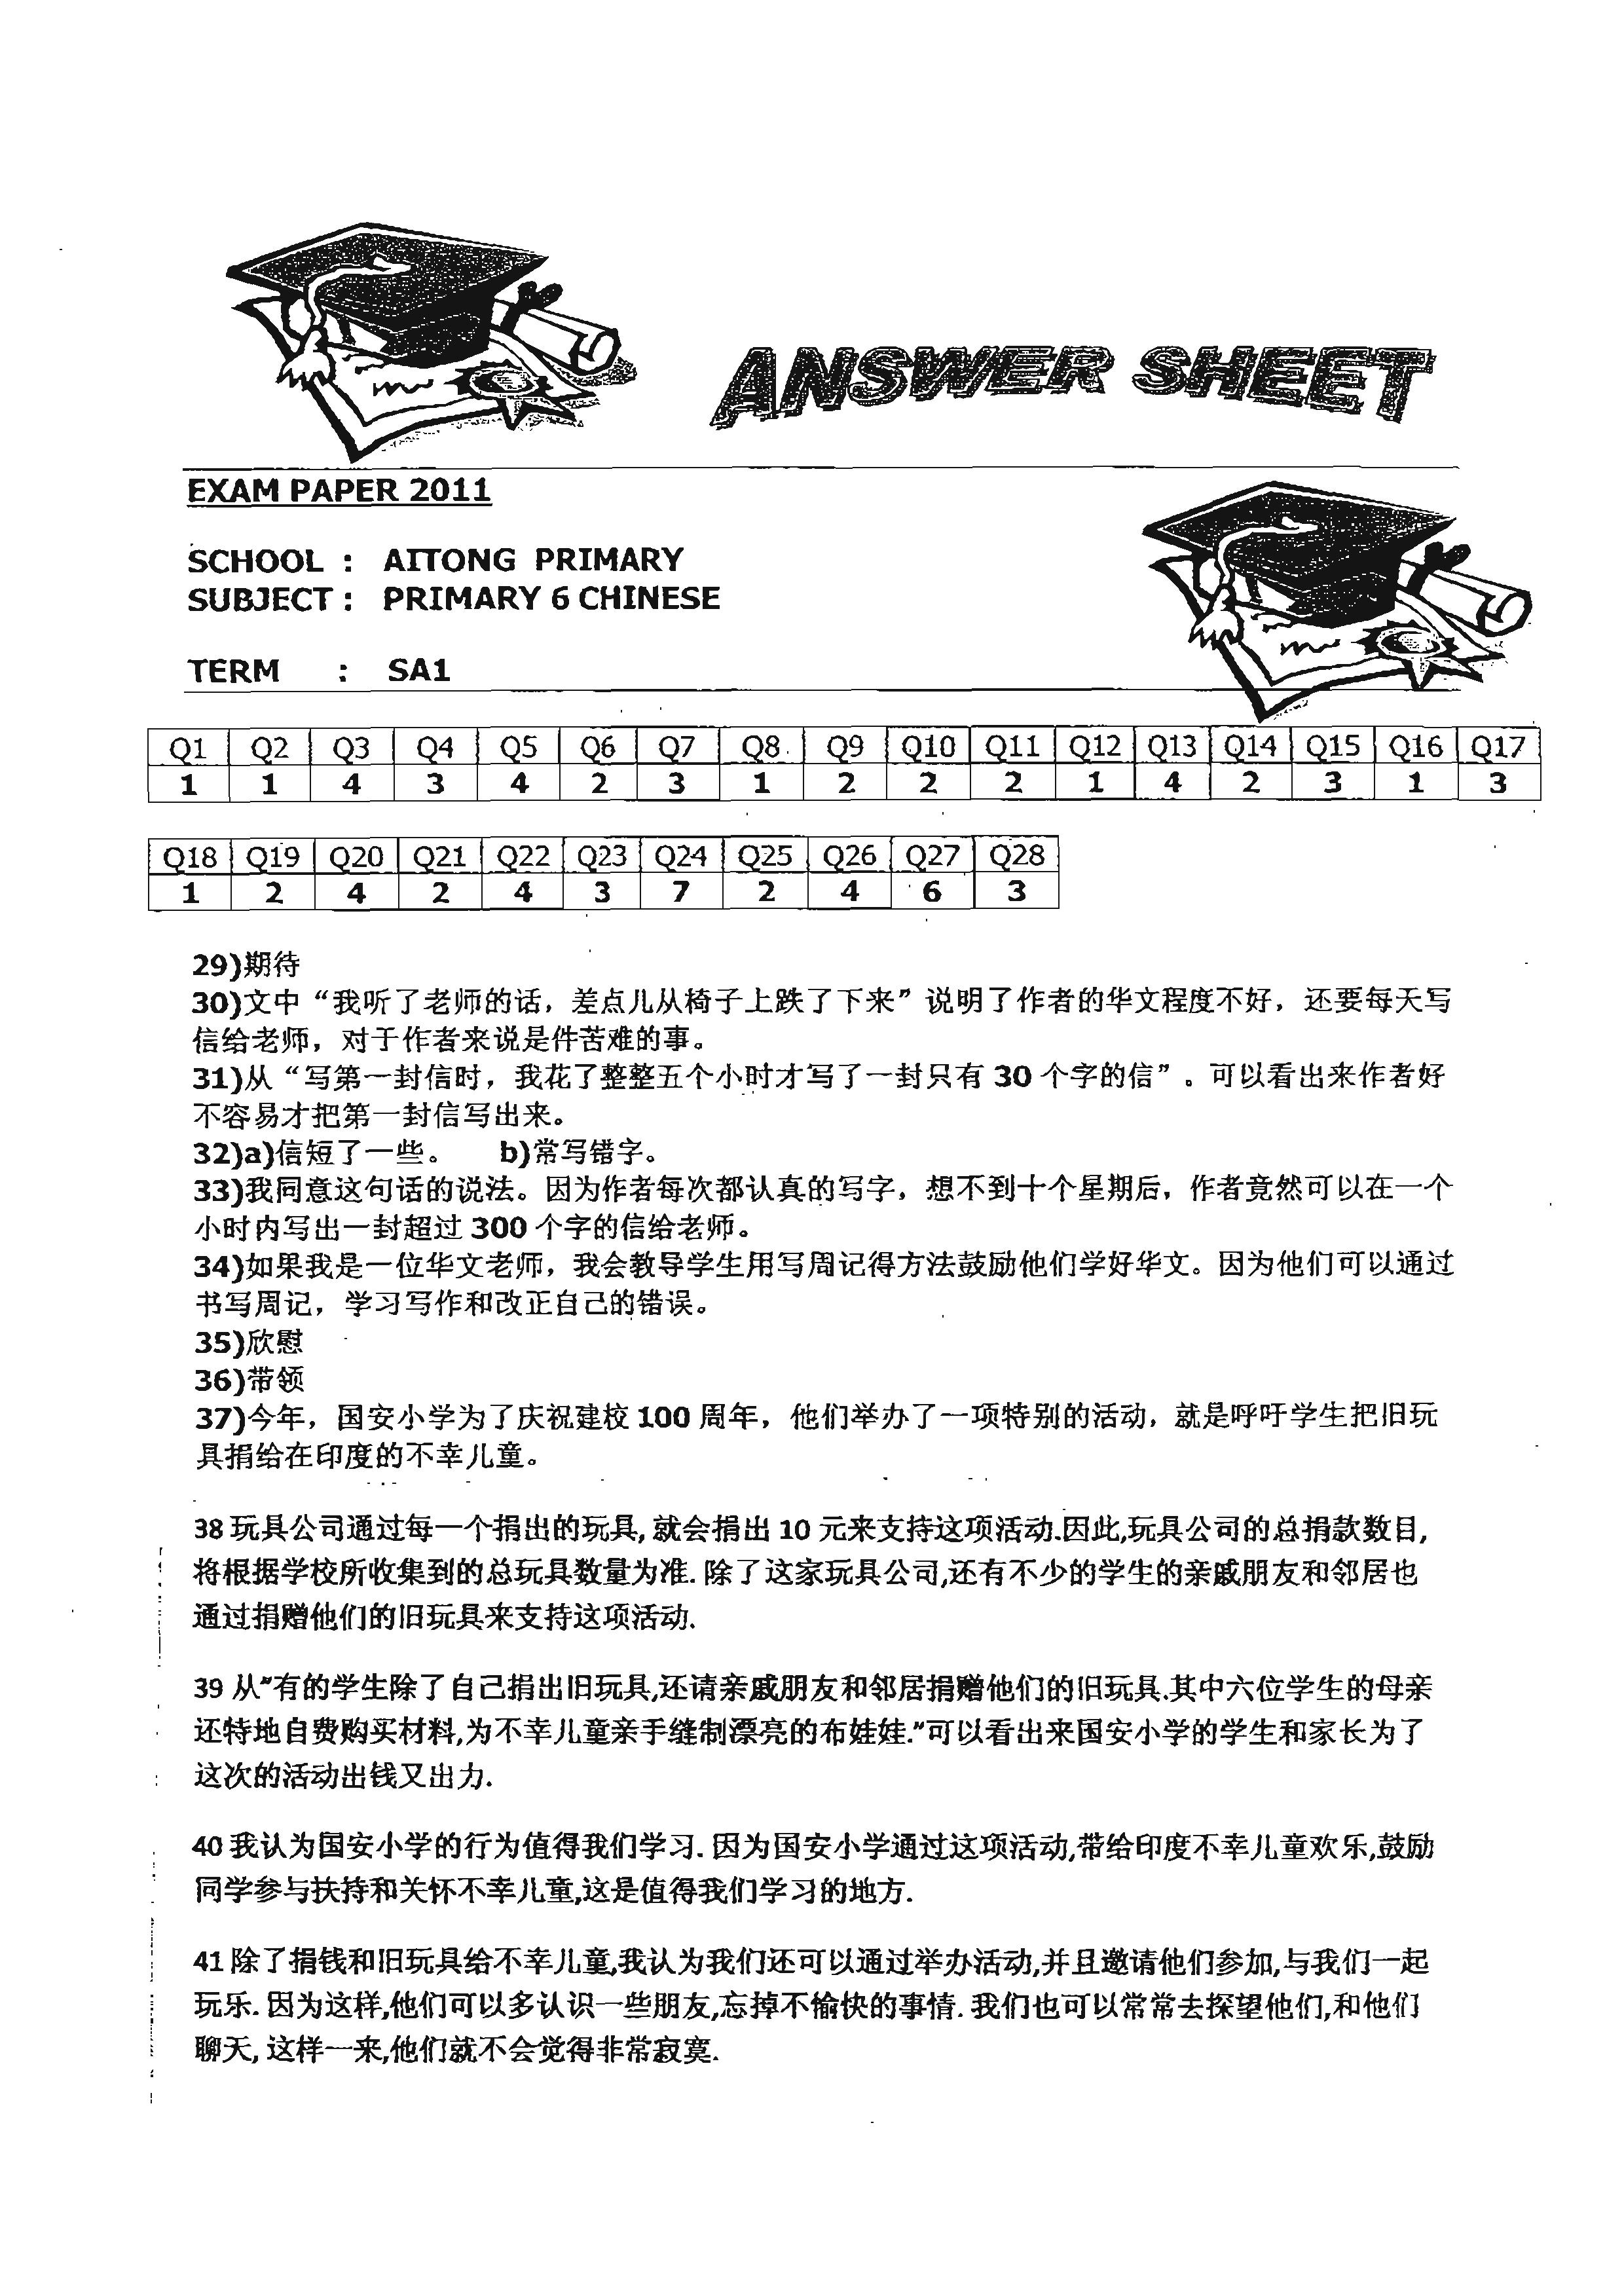 ANSWER SHEET
EXAM PAPER 2011
SCHOOL : AITONG PRIMARY
SUBJECT : PRIMARY 6 CHINESE
TERM : SA1
Q1 Q2 Q3 Q4 Q5 Q6 Q7 Q8 Q9 Q10 Q11 Q12 Q13 Q14 Q15 Q16 Q17
1 1 4 3 4 2 3 1 2 2 2 1 4 2 3 1 3
Q18 Q19 Q20 Q21 Q22 Q23 Q24 Q25 Q26 Q27 Q28
1 2 4 2 4 3 7 2 4 6 3
29)期待
30)文中“我听了老师的话，差点儿从椅子上跌了下来”说明了作者的华文程度不好，还要每天写
信给老师，对于作者来说是件苦难的事。
31)从“写第一封信时，我花了整整五个小时才写了一封只有 30 个字的信”。可以看出来作者好
不容易才把第一封信写出来。
32)a)信短了一些。 b)常写错字。
33)我同意这句话的说法。因为作者每次都认真的写字，想不到十个星期后，作者竟然可以在一个
小时内写出一封超过 300 个字的信给老师。
34)如果我是一位华文老师，我会教导学生用写周记得方法鼓励他们学好华文。因为他们可以通过
书写周记，学习写作和改正自己的错误。
35)欣慰
36)带领
37)今年，国安小学为了庆祝建校 100 周年，他们举办了一项特别的活动，就是呼吁学生把旧玩
具捐给在印度的不幸儿童。
38 玩具公司通过每一个捐出的玩具, 就会捐出 10 元来支持这项活动.因此,玩具公司的总捐款数目,
将根据学校所收集到的总玩具数量为准. 除了这家玩具公司,还有不少的学生的亲戚朋友和邻居也
通过捐赠他们的旧玩具来支持这项活动.
39 从"有的学生除了自己捐出旧玩具,还请亲戚朋友和邻居捐赠他们的旧玩具.其中六位学生的母亲
还特地自费购买材料,为不幸儿童亲手缝制漂亮的布娃娃."可以看出来国安小学的学生和家长为了
这次的活动出钱又出力.
40 我认为国安小学的行为值得我们学习. 因为国安小学通过这项活动,带给印度不幸儿童欢乐,鼓励
同学参与扶持和关怀不幸儿童,这是值得我们学习的地方.
41 除了捐钱和旧玩具给不幸儿童,我认为我们还可以通过举办活动,并且邀请他们参加,与我们一起
玩乐. 因为这样,他们可以多认识一些朋友,忘掉不愉快的事情. 我们也可以常常去探望他们,和他们
聊天, 这样一来,他们就不会觉得非常寂寞.